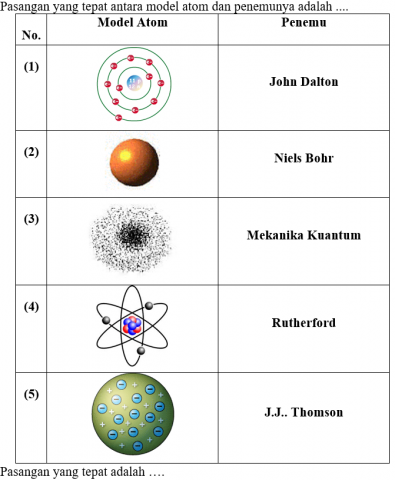 Pasangan yang tepat antara model atom dan penemunya adalah ....
No. Model Atom Penemu
(1) John Dalton
(2) Niels Bohr
(3) Mekanika Kuantum
(4) Rutherford
(5) J.J.. Thomson
Pasangan yang tepat adalah ….